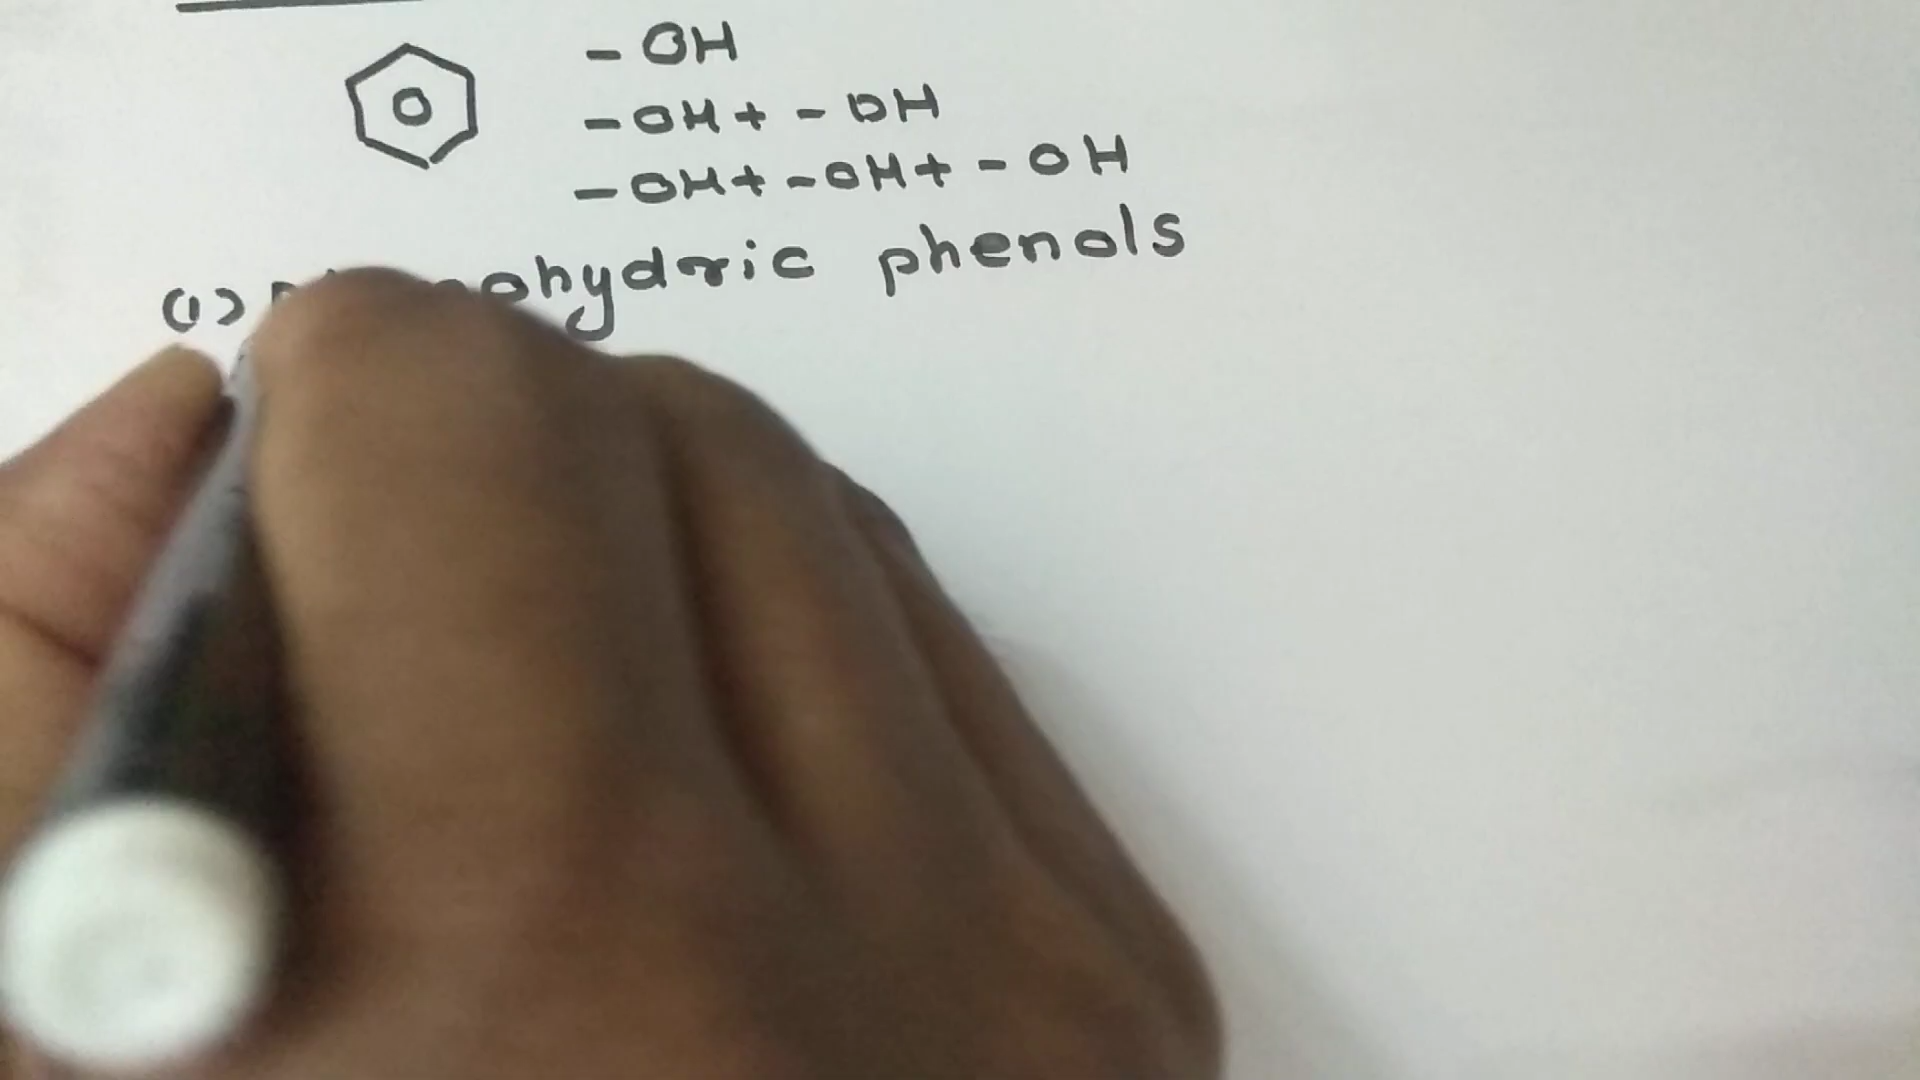 - OH
- OH + - OH
- OH + - OH + - OH
(1) phenols